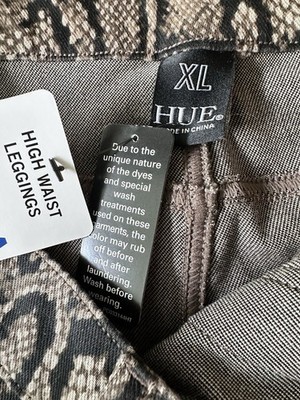 XL
HUE®
MADE IN CHINA
HIGH WAIST
LEGGINGS
Due to the
unique nature
of the dyes
and special
wash
treatments
used on these
garments, the
color may rub
off before
and after
laundering.
Wash before
wearing.